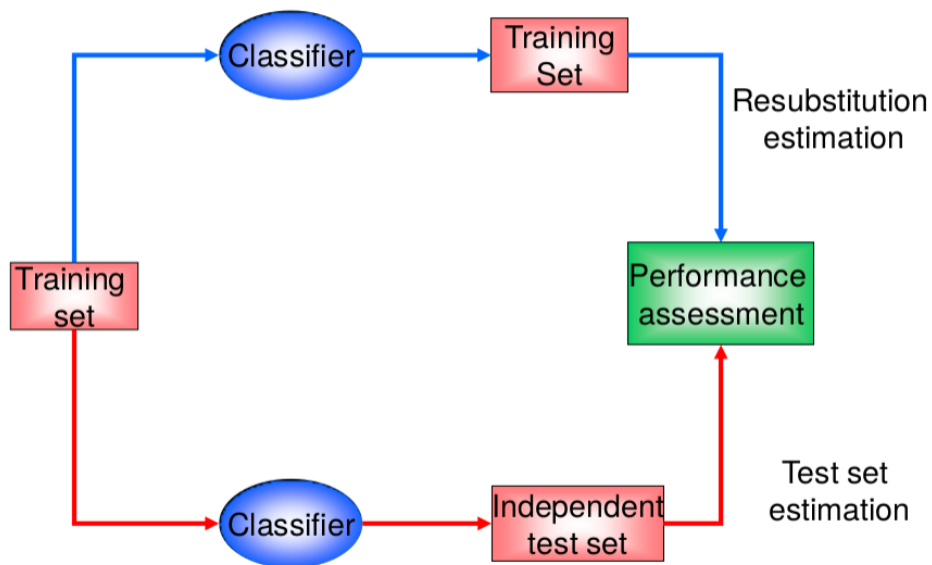 Classifier
Training
Set
Resubstitution
estimation
Training
set
Performance
assessment
Classifier
Independent
test set
Test set
estimation